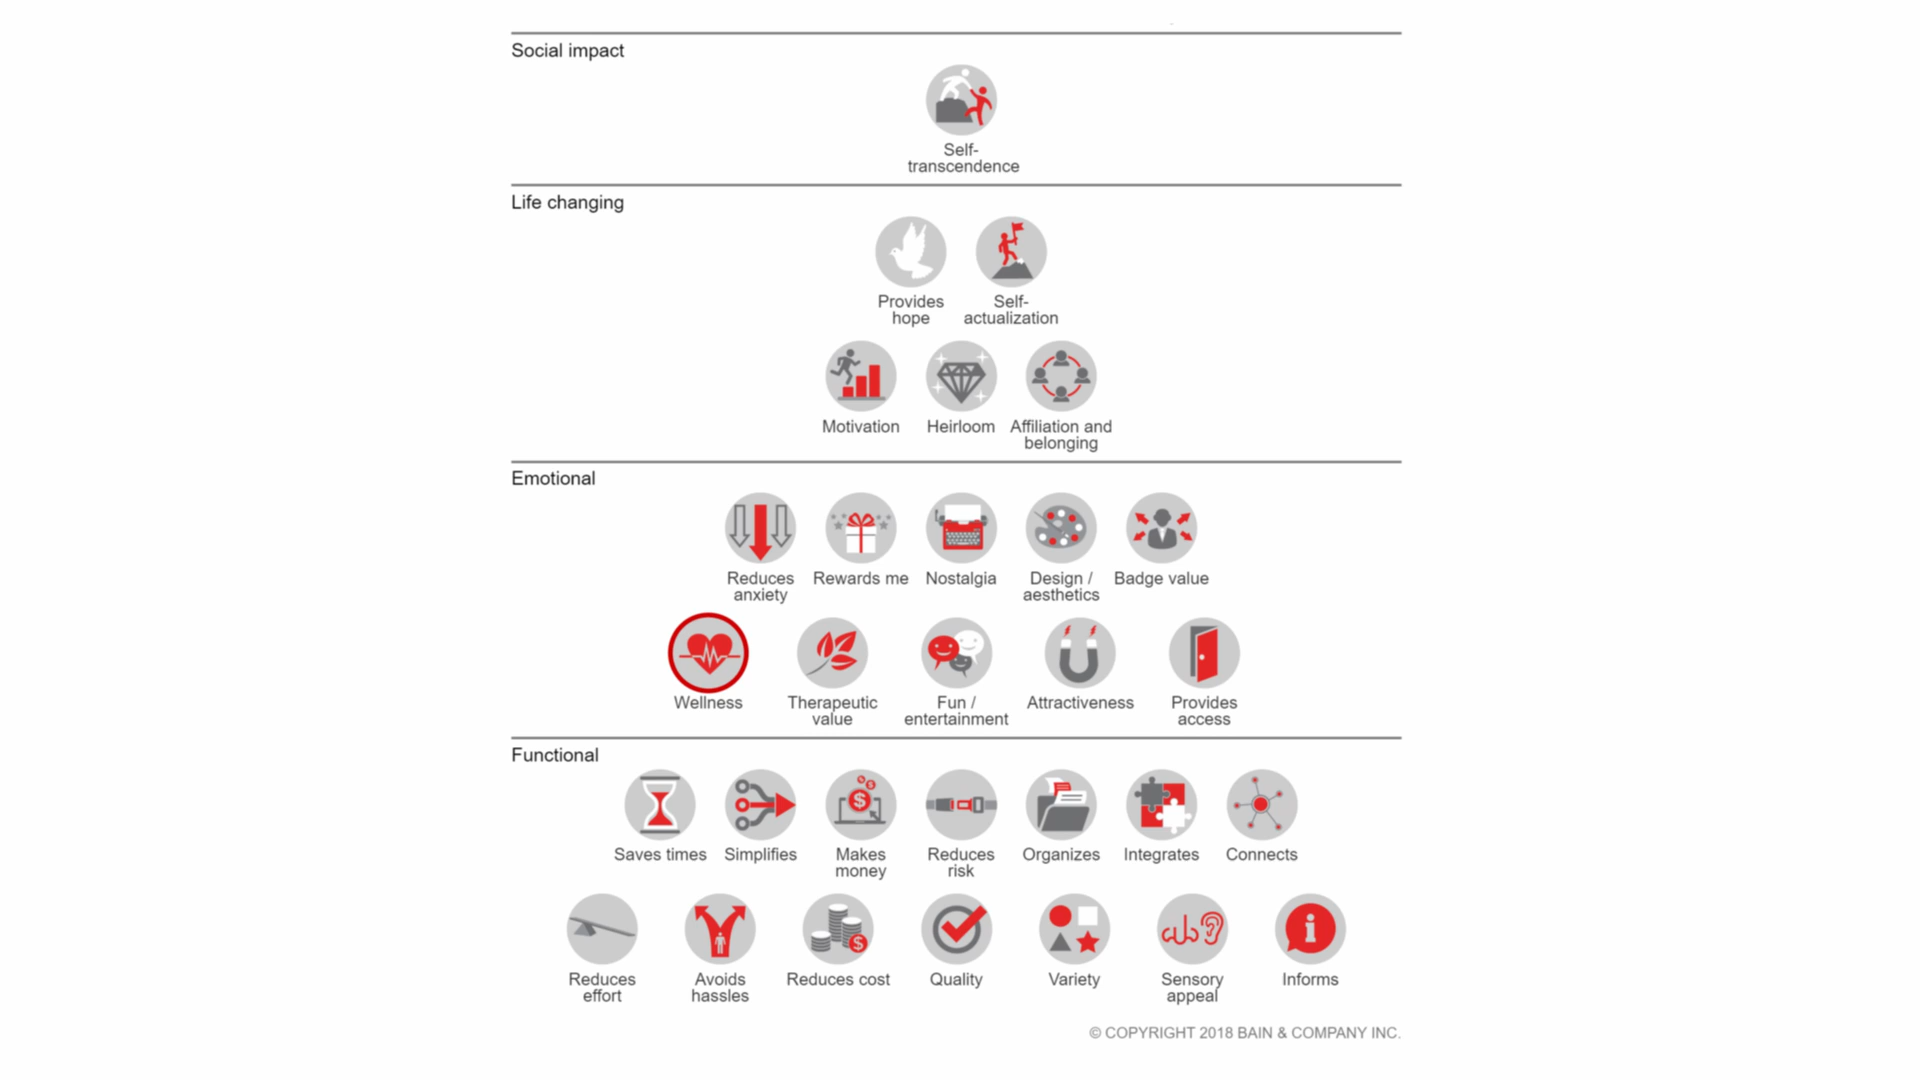 Social impact
Self-
transcendence
Life changing
Provides
hope
Self-
actualization
Motivation
Heirloom
Affiliation and
belonging
Emotional
Reduces
anxiety
Rewards me
Nostalgia
Design /
aesthetics
Badge value
Wellness
Therapeutic
value
Fun /
entertainment
Attractiveness
Provides
access
Functional
Saves times
Simplifies
Makes
money
Reduces
risk
Organizes
Integrates
Connects
Reduces
effort
Avoids
hassles
Reduces cost
Quality
Variety
Sensory
appeal
Informs
© COPYRIGHT 2018 BAIN & COMPANY INC.